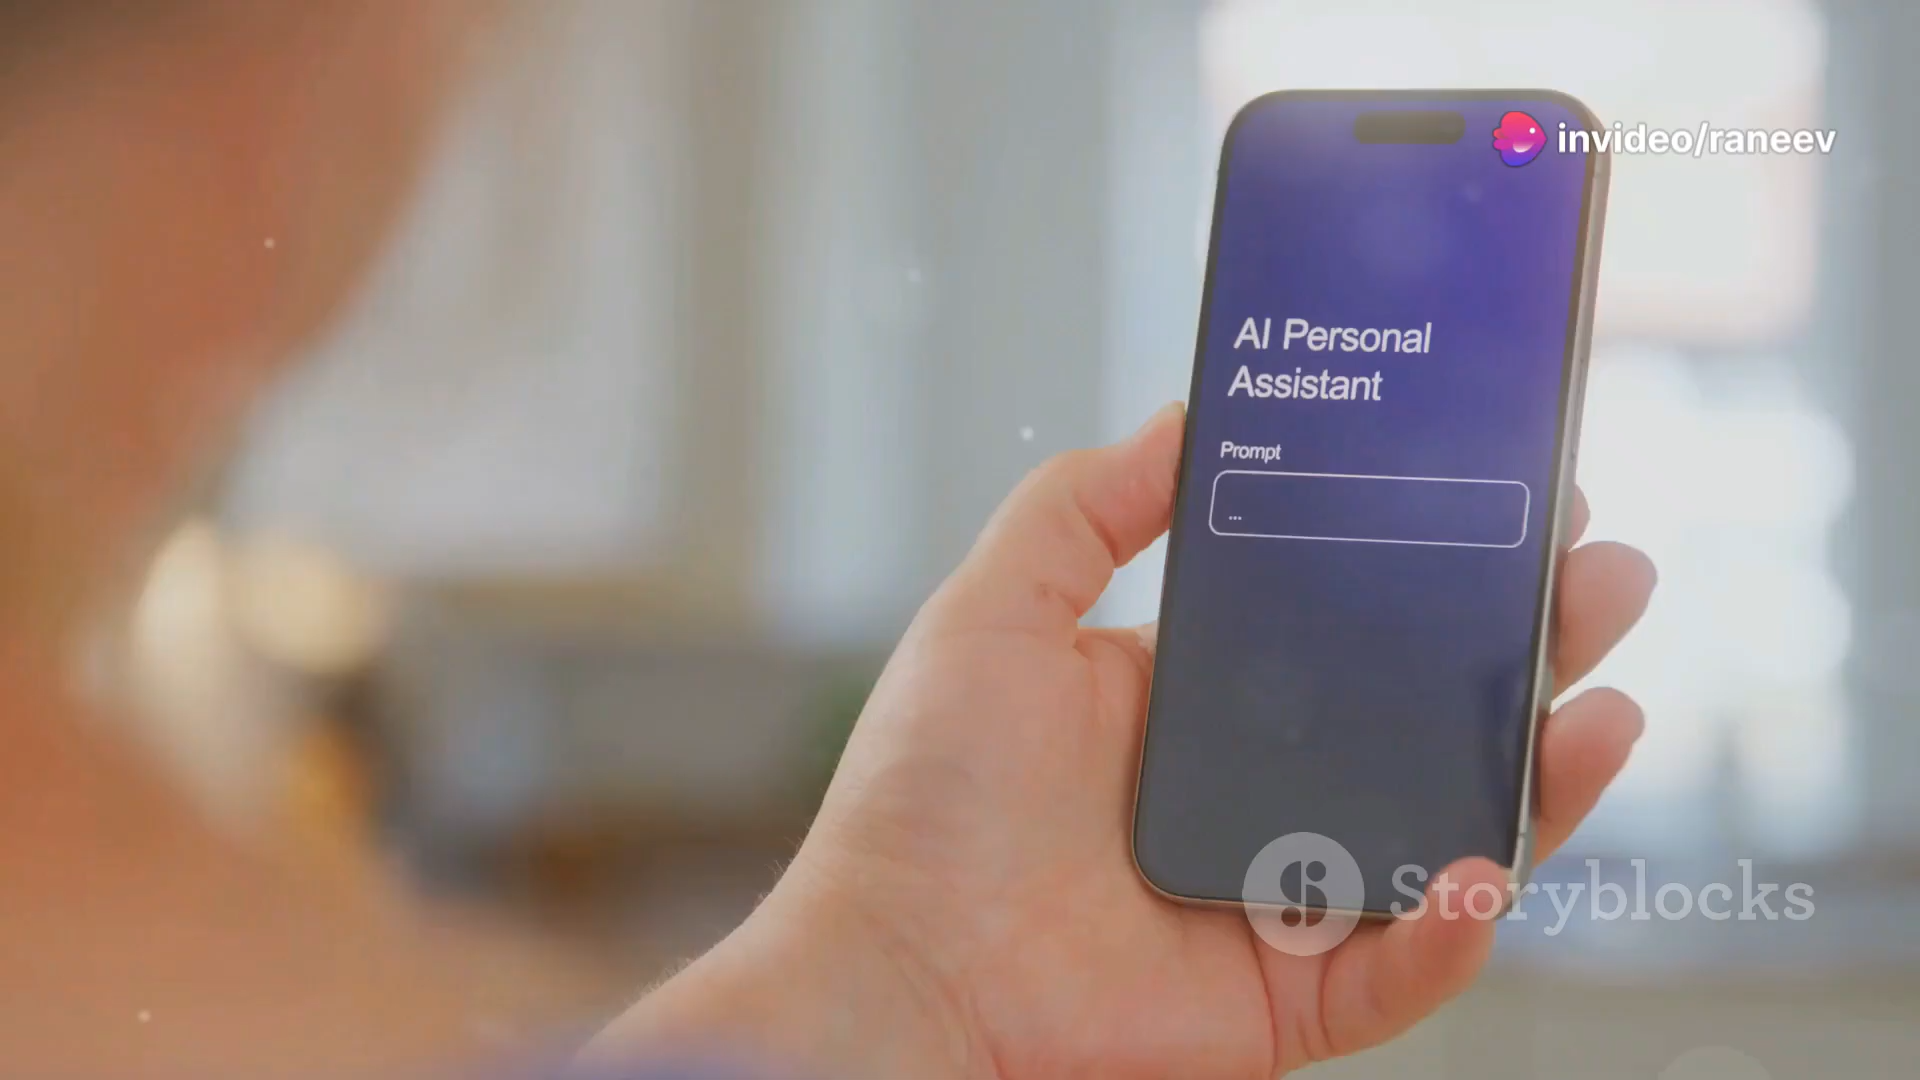 invideo/raneev
AI Personal
Assistant
Prompt
...
Storyblocks